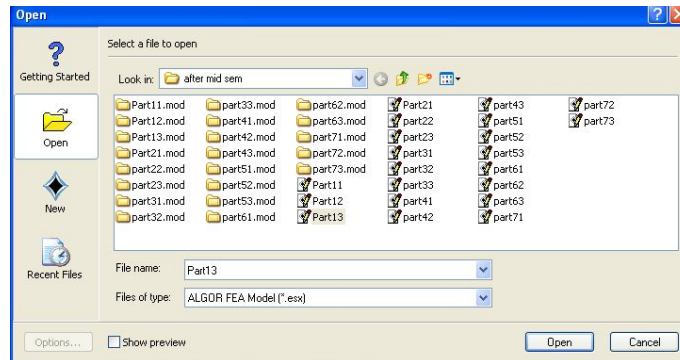 Open
Select a file to open
Getting Started
Look in: after mid sem
Part11.mod part33.mod part62.mod Part21 part43 part72
Part12.mod part41.mod part63.mod part22 part51 part73
Part13.mod part42.mod part71.mod part23 part52
Part21.mod part43.mod part72.mod part31 part53
part22.mod part51.mod part73.mod part32 part61
part23.mod part52.mod Part11 part33 part62
part31.mod part53.mod Part12 part41 part63
part32.mod part61.mod Part13 part42 part71
Open
New
Recent Files
File name: Part13
Files of type: ALGOR FEA Model (*.esx)
Options... Show preview Open Cancel